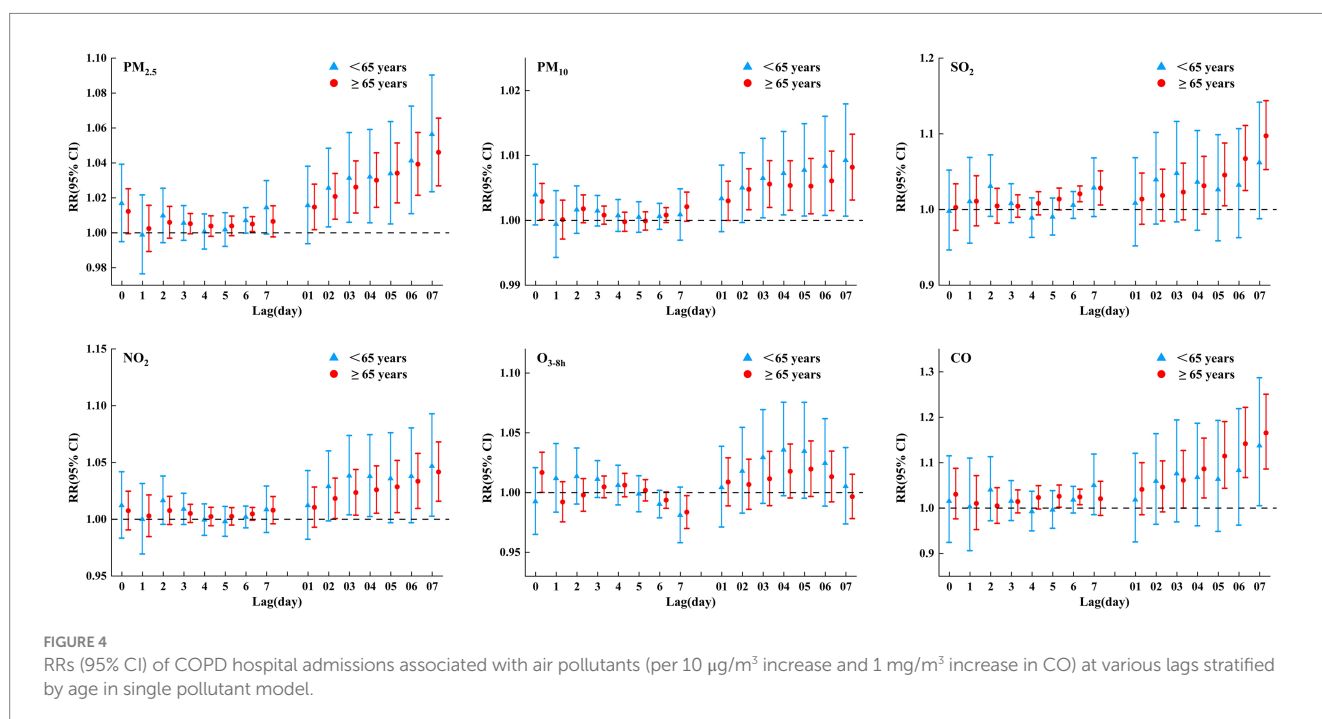 PM2.5
<65 years
≥ 65 years
RR(95% CI)
1.10
1.08
1.06
1.04
1.02
1.00
0.98
0 1 2 3 4 5 6 7 01 02 03 04 05 06 07
Lag(day)
PM10
<65 years
≥ 65 years
RR(95% CI)
1.02
1.01
1.00
0.99
0 1 2 3 4 5 6 7 01 02 03 04 05 06 07
Lag(day)
SO2
<65 years
≥ 65 years
RR(95% CI)
1.2
1.1
1.0
0.9
0 1 2 3 4 5 6 7 01 02 03 04 05 06 07
Lag(day)
NO2
<65 years
≥ 65 years
RR(95% CI)
1.15
1.10
1.05
1.00
0.95
0 1 2 3 4 5 6 7 01 02 03 04 05 06 07
Lag(day)
O3-8h
<65 years
≥ 65 years
RR(95% CI)
1.10
1.05
1.00
0.95
0 1 2 3 4 5 6 7 01 02 03 04 05 06 07
Lag(day)
CO
<65 years
≥ 65 years
RR(95% CI)
1.3
1.2
1.1
1.0
0.9
0 1 2 3 4 5 6 7 01 02 03 04 05 06 07
Lag(day)
FIGURE 4
RRs (95% CI) of COPD hospital admissions associated with air pollutants (per 10 μg/m³ increase and 1 mg/m³ increase in CO) at various lags stratified
by age in single pollutant model.